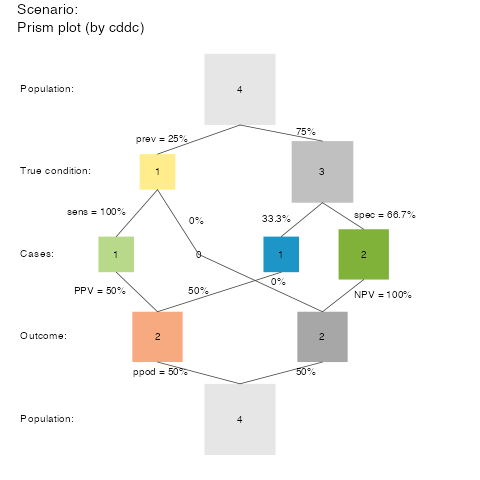 Scenario:
Prism plot (by cddc)
Population:
4
prev = 25%
75%
True condition:
1
3
sens = 100%
0%
33.3%
spec = 66.7%
Cases:
1
0
1
2
PPV = 50%
50%
0%
NPV = 100%
Outcome:
2
2
ppod = 50%
50%
Population:
4